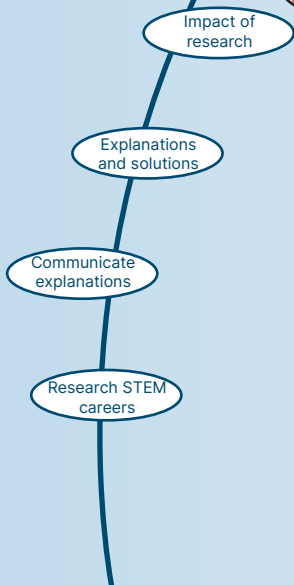 Impact of
research
Explanations
and solutions
Communicate
explanations
Research STEM
careers